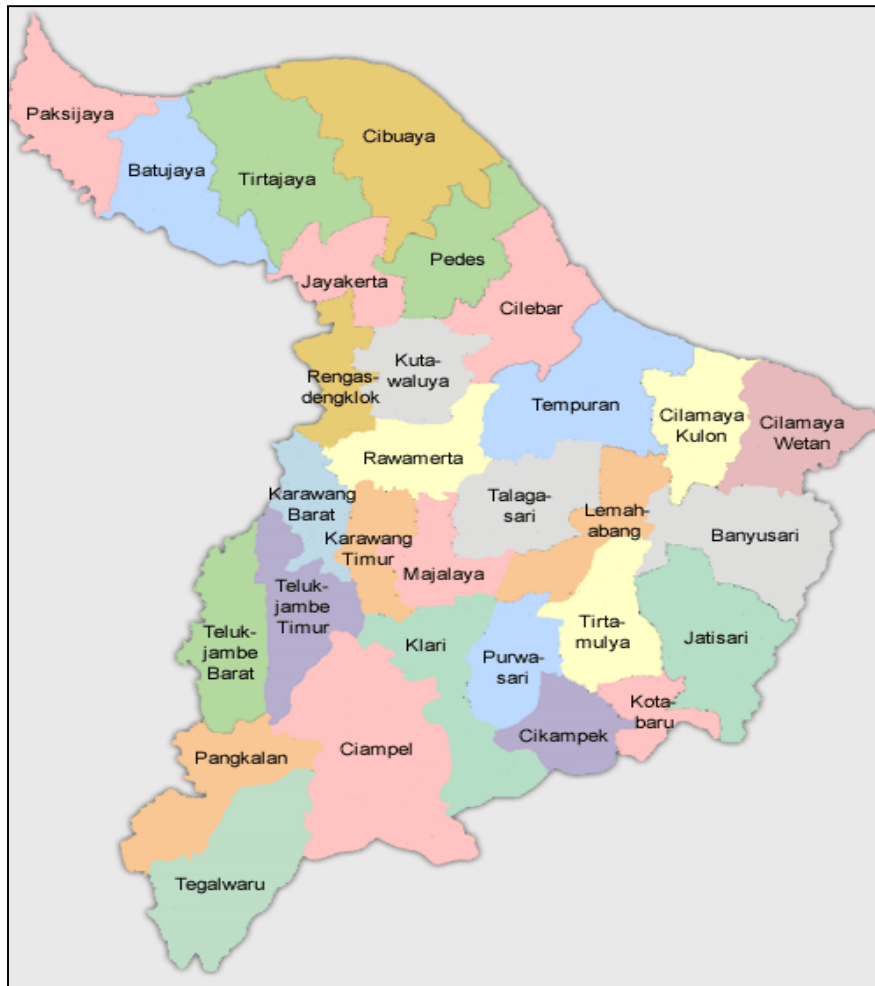 Paksijaya
Cibuaya
Batujaya
Tirtajaya
Pedes
Jayakerta
Cilebar
Kuta-
waluya
Rengas-
dengklok
Tempuran
Cilamaya
Kulon
Cilamaya
Wetan
Rawamerta
Karawang
Barat
Talaga-
sari
Lemah-
abang
Banyusari
Karawang
Timur
Majalaya
Teluk-
jambe
Timur
Teluk-
jambe
Barat
Klari
Purwa-
sari
Tirta-
mulya
Jatisari
Kota-
baru
Cikampek
Pangkalan
Ciampel
Tegalwaru